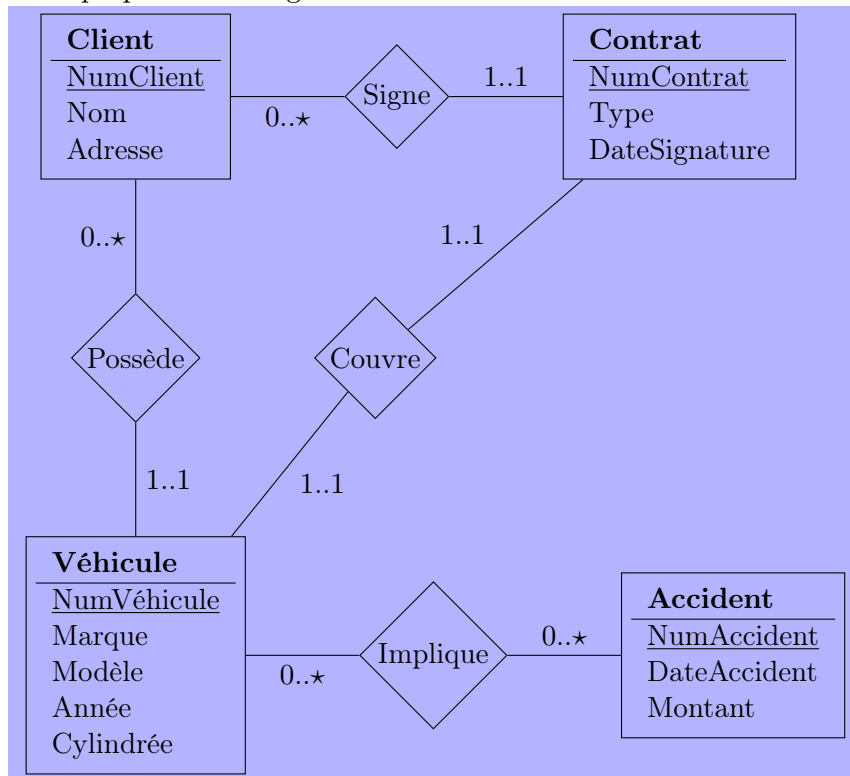 Client
NumClient
Nom
Adresse
0..⋆
Signe
1..1
Contrat
NumContrat
Type
DateSignature
0..⋆
1..1
Possède
Couvre
1..1
1..1
Véhicule
NumVéhicule
Marque
Modèle
Année
Cylindrée
0..⋆
Implique
0..⋆
Accident
NumAccident
DateAccident
Montant